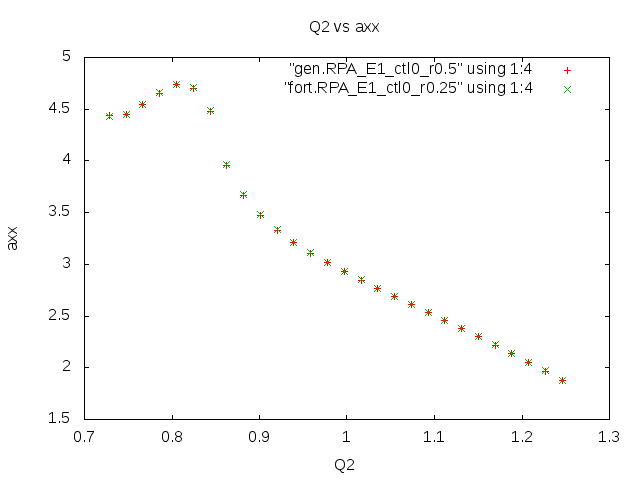 Q2 vs axx
"gen.RPA_E1_ctl0_r0.5" using 1:4
"fort.RPA_E1_ctl0_r0.25" using 1:4
5
4.5
4
3.5
3
2.5
2
1.5
axx
0.7 0.8 0.9 1 1.1 1.2 1.3
Q2